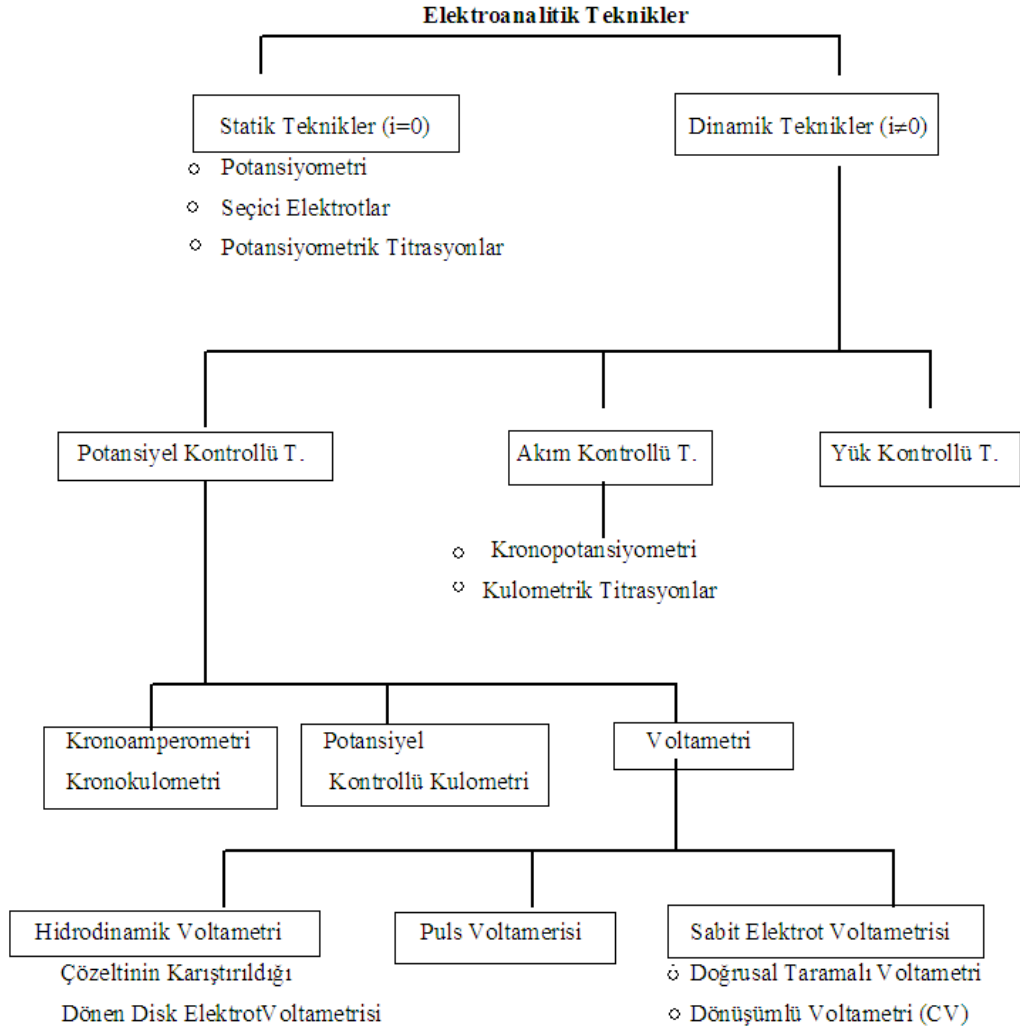 Elektroanalitik Teknikler
Statik Teknikler (i=0)
Dinamik Teknikler (i≠0)
Potansiyometri
Seçici Elektrotlar
Potansiyometrik Titrasyonlar
Potansiyel Kontrollü T.
Akım Kontrollü T.
Yük Kontrollü T.
Kronopotansiyometri
Kulometrik Titrasyonlar
Kronoamperometri
Kronokulometri
Potansiyel
Kontrollü Kulometri
Voltametri
Hidrodinamik Voltametri
Puls Voltamerisi
Sabit Elektrot Voltametrisi
Çözeltinin Karıştırıldığı
Dönen Disk ElektrotVoltametrisi
Doğrusal Taramalı Voltametri
Dönüşümlü Voltametri (CV)